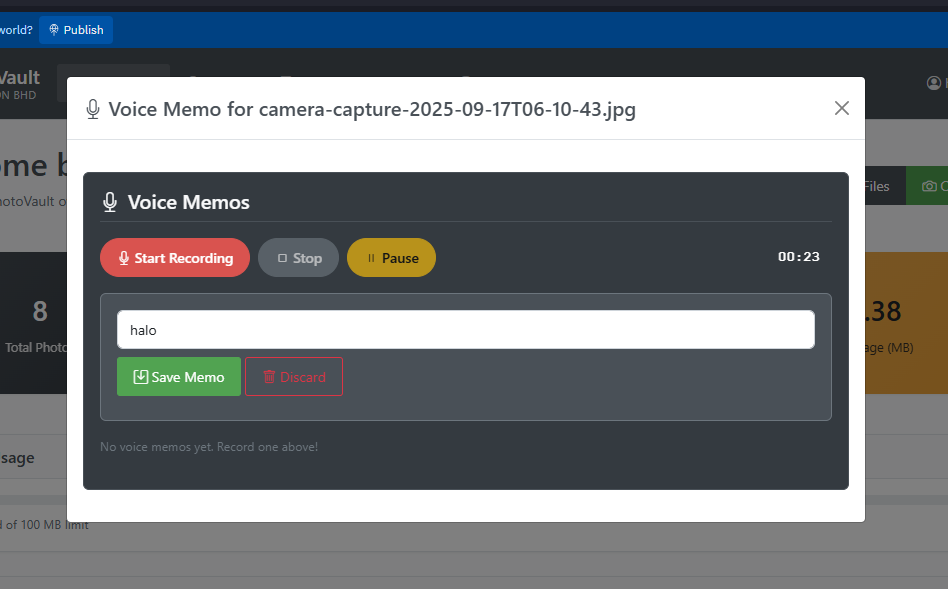 world? Publish
Vault
N BHD
Voice Memo for camera-capture-2025-09-17T06-10-43.jpg
ome b
hotoVault o
Files
Voice Memos
Start Recording Stop Pause 00:23
8
Total Photo
.38
age (MB)
halo
Save Memo Discard
No voice memos yet. Record one above!
sage
d of 100 MB limit